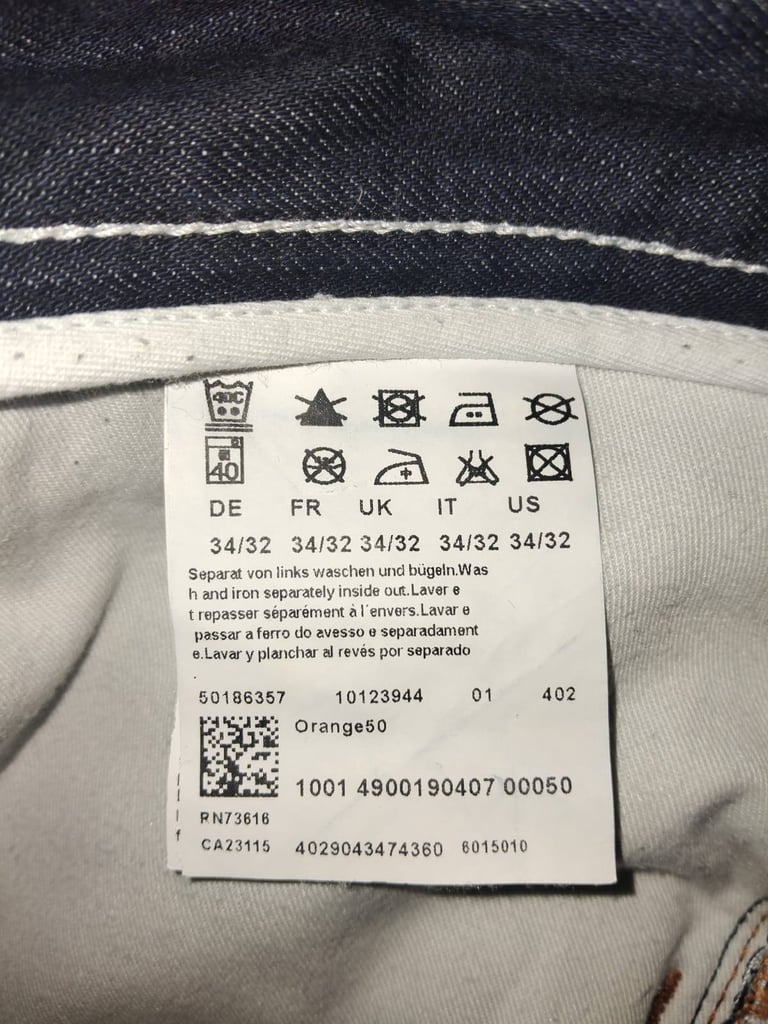 40C
40
DE FR UK IT US
34/32 34/32 34/32 34/32 34/32
Separat von links waschen und bügeln.Was
h and iron separately inside out.Laver e
t repasser séparément à l'envers.Lavar e
passar a ferro do avesso e separadament
e.Lavar y planchar al revés por separado
.
50186357 10123944 01 402
Orange50
1001 4900190407 00050
RN73616
CA23115 4029043474360 6015010